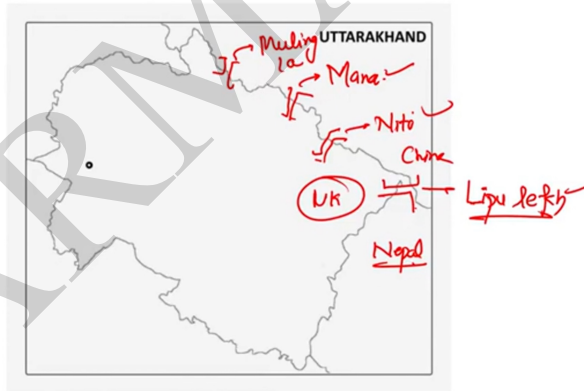 UTTARAKHAND
Muling
la
Mana
Niti
China
UK
Lipu lekh
Nepal